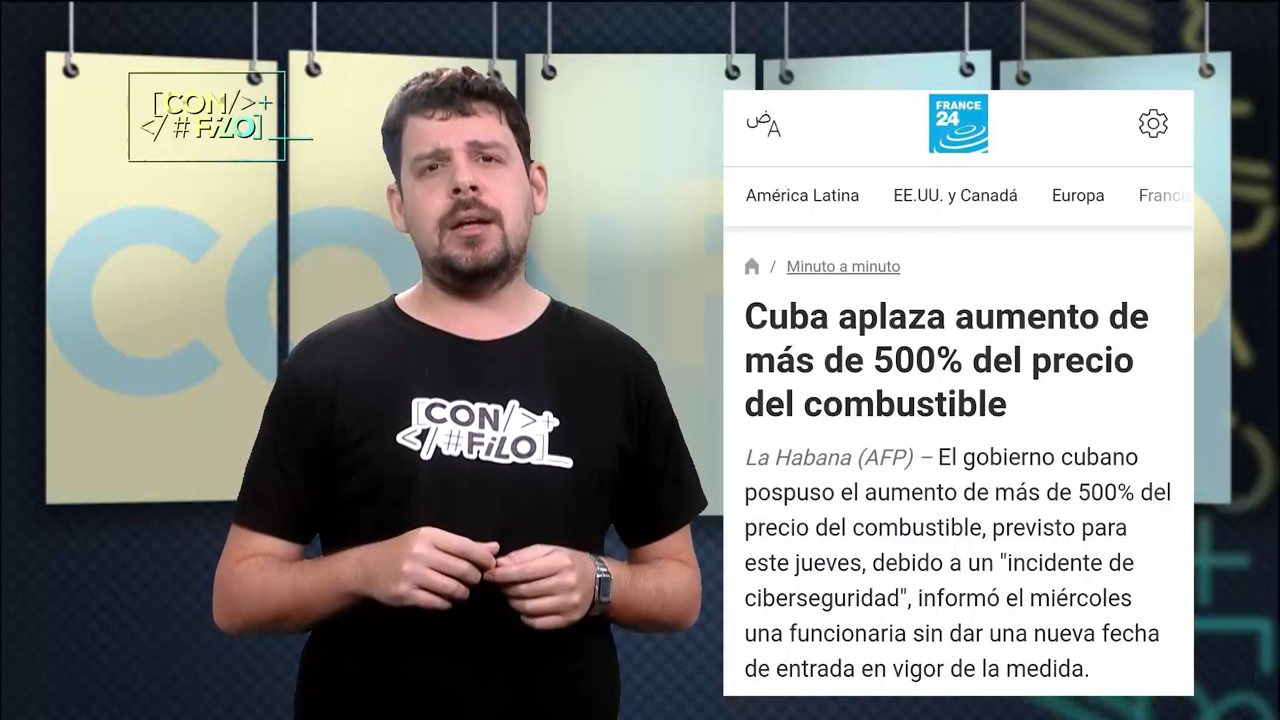 [CON/>+
</#FiLO]_
[CON/>+
</#FiLO]_
FRANCE
24
América Latina
EE.UU. y Canadá
Europa
/ Minuto a minuto
Cuba aplaza aumento de
más de 500% del precio
del combustible
La Habana (AFP) – El gobierno cubano
pospuso el aumento de más de 500% del
precio del combustible, previsto para
este jueves, debido a un "incidente de
ciberseguridad", informó el miércoles
una funcionaria sin dar una nueva fecha
de entrada en vigor de la medida.